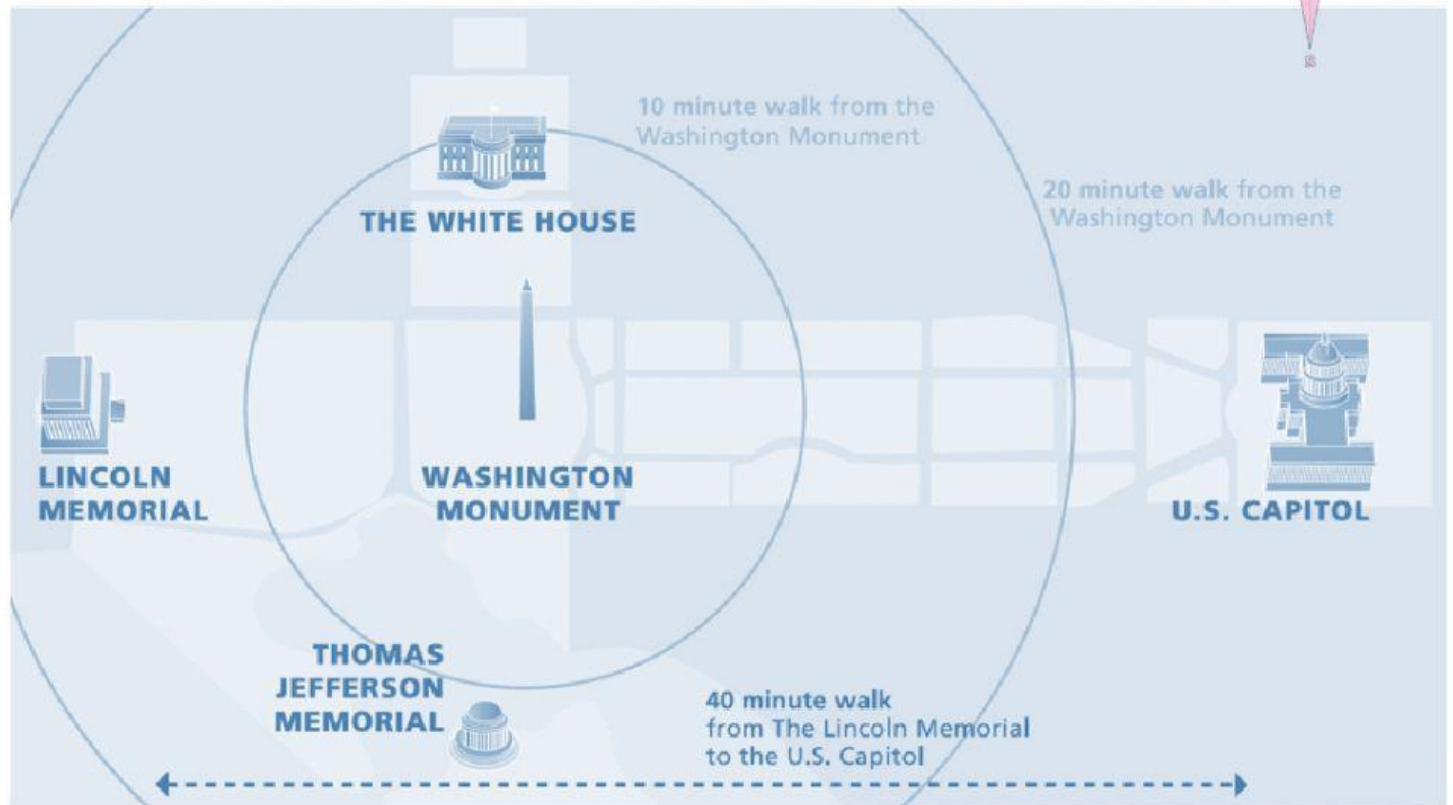 10 minute walk from the
Washington Monument
20 minute walk from the
Washington Monument
THE WHITE HOUSE
LINCOLN
MEMORIAL
WASHINGTON
MONUMENT
U.S. CAPITOL
THOMAS
JEFFERSON
MEMORIAL
40 minute walk
from The Lincoln Memorial
to the U.S. Capitol